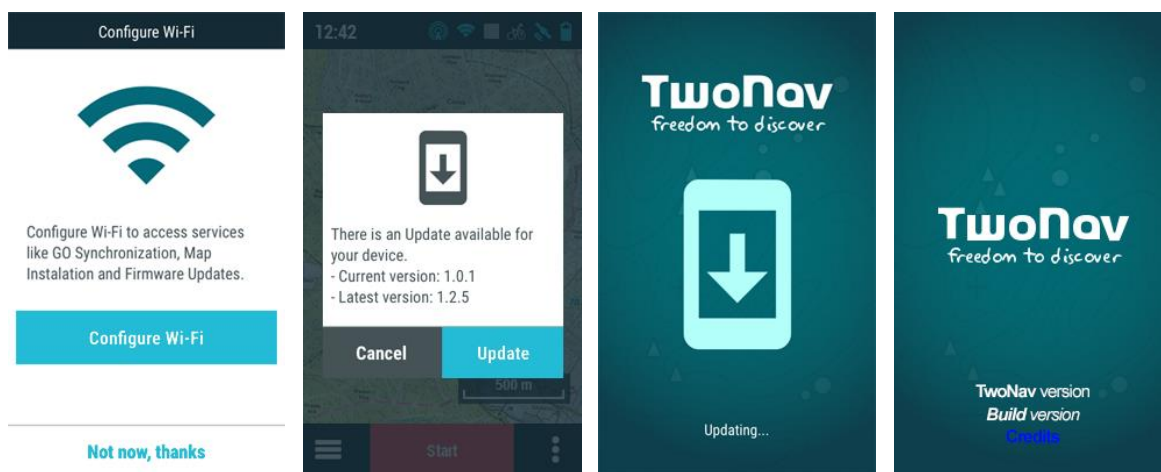 Configure Wi-Fi
Configure Wi-Fi to access services
like GO Synchronization, Map
Instalation and Firmware Updates.
Configure Wi-Fi
Not now, thanks
12:42
There is an Update available for
your device.
- Current version: 1.0.1
- Latest version: 1.2.5
Cancel
Update
500 m
Start
TwoNav
freedom to discover
Updating...
TwoNav
freedom to discover
TwoNav version
Build version
Credits